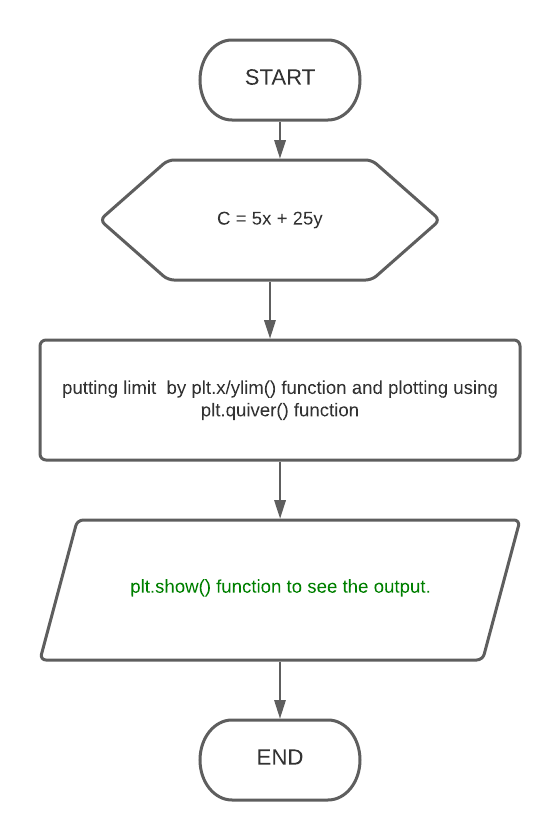 START
C = 5x + 25y
putting limit  by plt.x/ylim() function and plotting using
plt.quiver() function
plt.show() function to see the output.
END